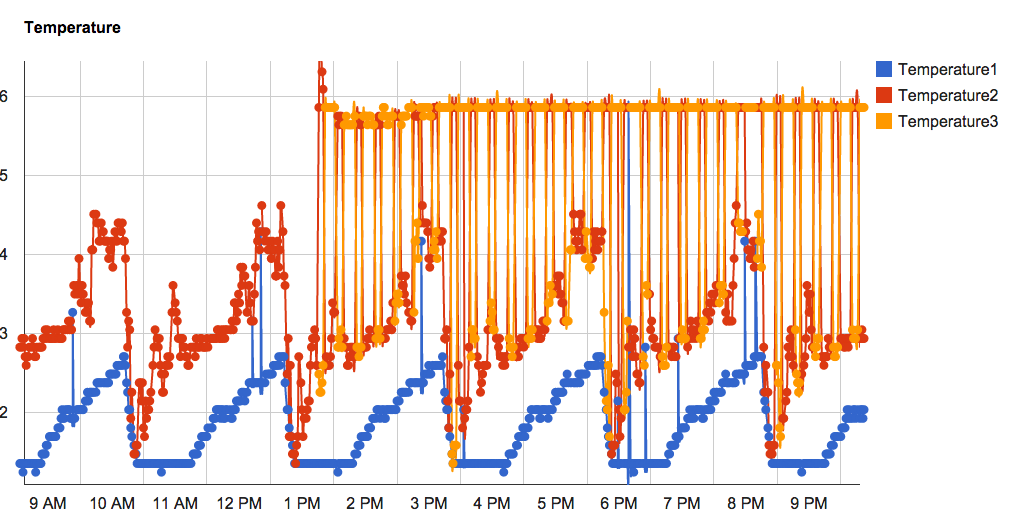 Temperature
Temperature1
Temperature2
Temperature3
6
5
4
3
2
9 AM 10 AM 11 AM 12 PM 1 PM 2 PM 3 PM 4 PM 5 PM 6 PM 7 PM 8 PM 9 PM